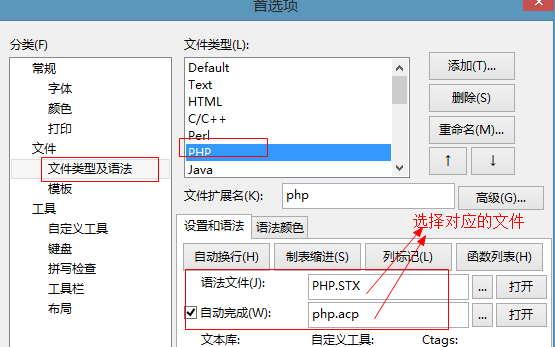 首选项
分类(F)
常规
字体
颜色
打印
文件
文件类型及语法
模板
工具
自定义工具
键盘
拼写检查
工具栏
布局
文件类型(L):
Default
Text
HTML
C/C++
Perl
PHP
Java
添加(T)...
删除(S)
重命名(M)...
↑ ↓
文件扩展名(K): php 高级(G)...
选择对应的文件
设置和语法 语法颜色
自动换行(H) 制表缩进(S) 列标记(L) 函数列表(H)
语法文件(J): PHP.STX ... 打开
自动完成(W): php.acp ... 打开
文本库: 自定义工具: Ctags: